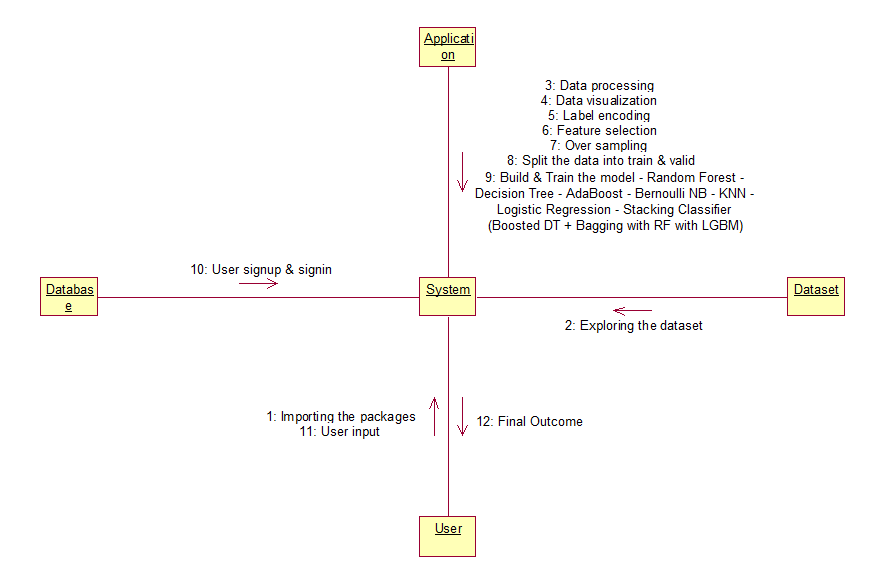 Applicati
on
3: Data processing
4: Data visualization
5: Label encoding
6: Feature selection
7: Over sampling
8: Split the data into train & valid
9: Build & Train the model - Random Forest -
Decision Tree - AdaBoost - Bernoulli NB - KNN -
Logistic Regression - Stacking Classifier
(Boosted DT + Bagging with RF with LGBM)
10: User signup & signin
Databas
e
System
Dataset
2: Exploring the dataset
1: Importing the packages
11: User input
12: Final Outcome
User